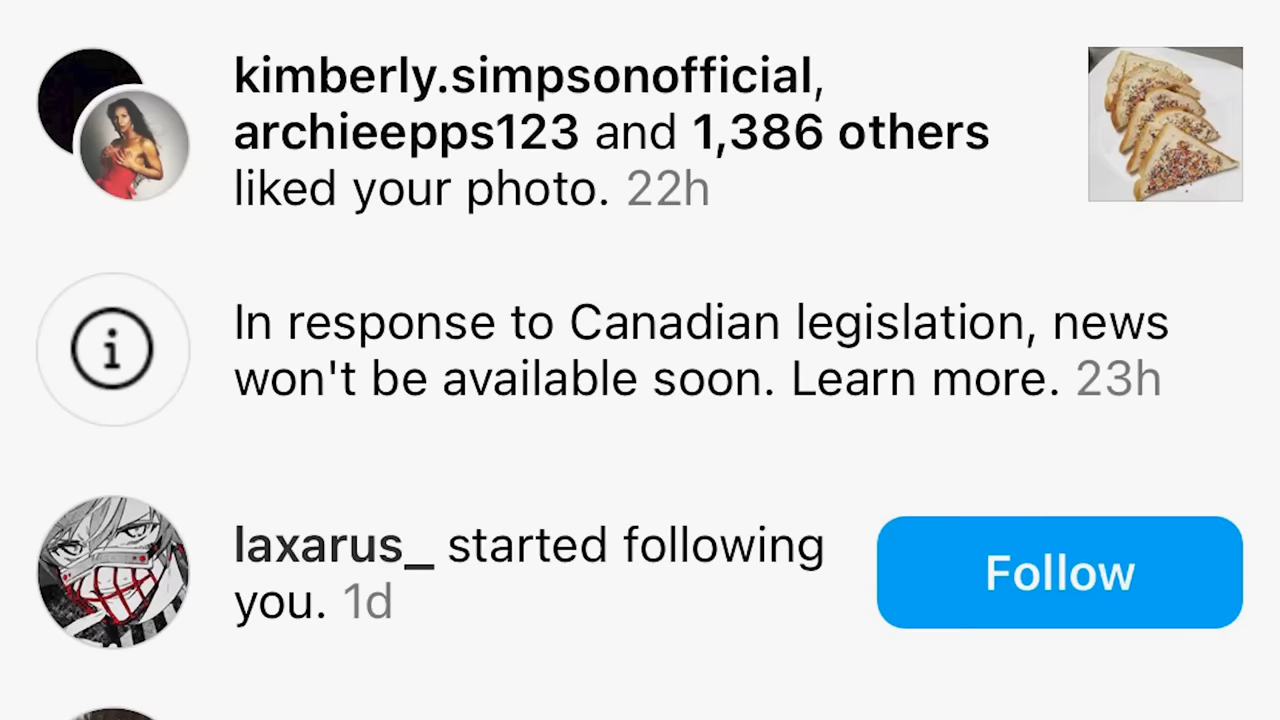 kimberly.simpsonofficial,
archieepps123 and 1,386 others
liked your photo. 22h
In response to Canadian legislation, news
won't be available soon. Learn more. 23h
laxarus_ started following
you. 1d
Follow